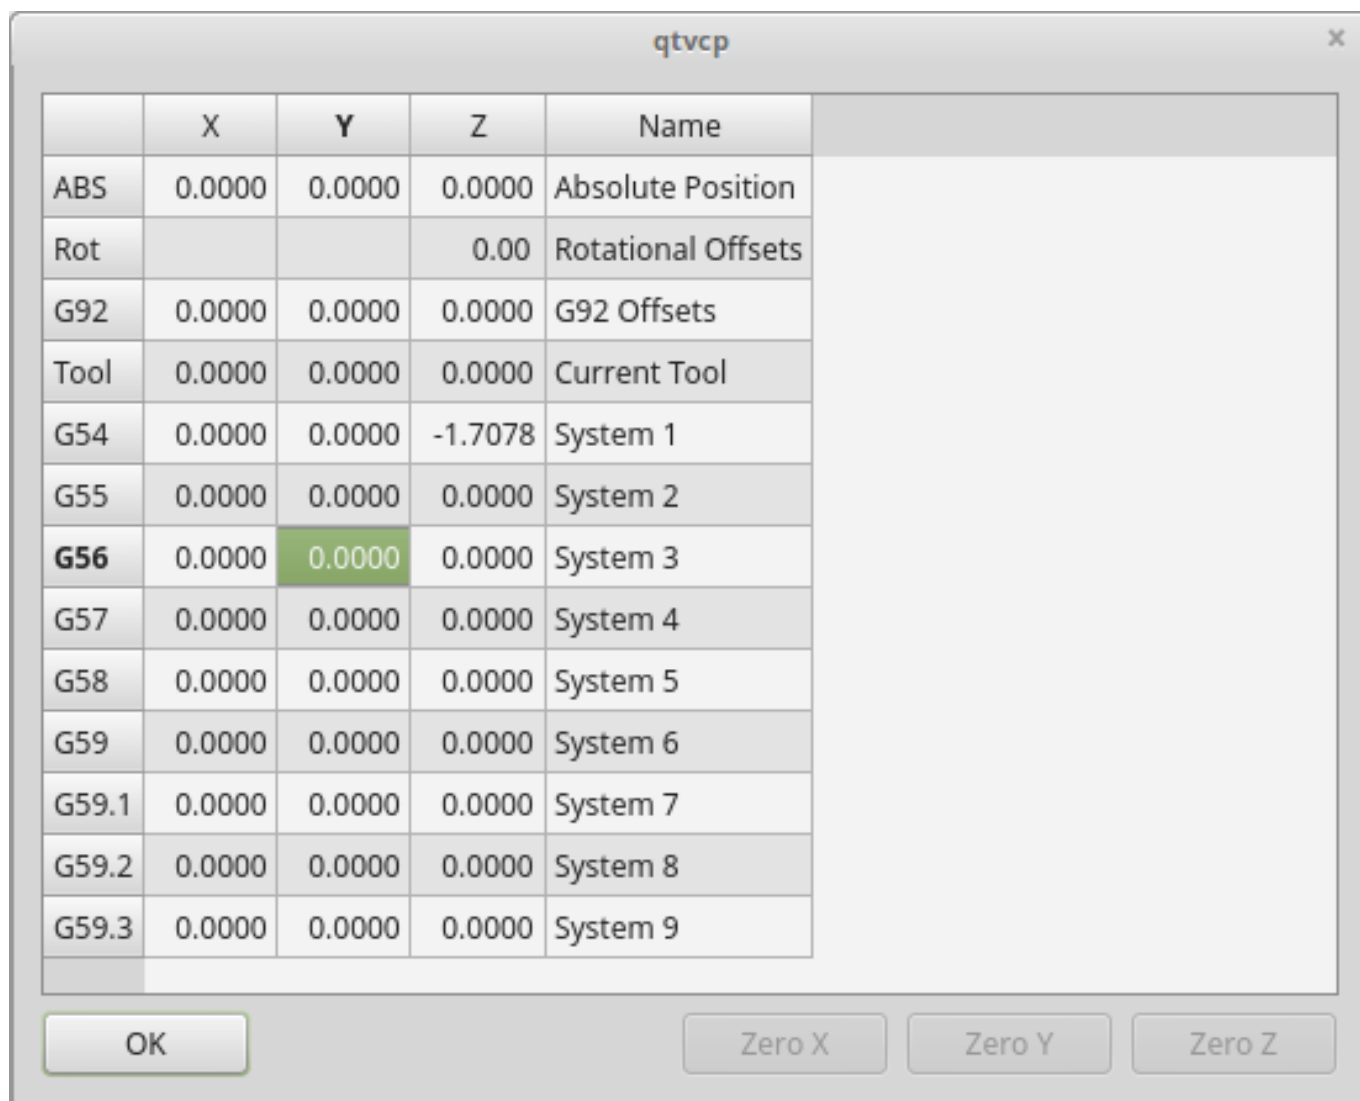 qtvcp ×
X Y Z Name
ABS 0.0000 0.0000 0.0000 Absolute Position
Rot 0.00 Rotational Offsets
G92 0.0000 0.0000 0.0000 G92 Offsets
Tool 0.0000 0.0000 0.0000 Current Tool
G54 0.0000 0.0000 -1.7078 System 1
G55 0.0000 0.0000 0.0000 System 2
G56 0.0000 0.0000 0.0000 System 3
G57 0.0000 0.0000 0.0000 System 4
G58 0.0000 0.0000 0.0000 System 5
G59 0.0000 0.0000 0.0000 System 6
G59.1 0.0000 0.0000 0.0000 System 7
G59.2 0.0000 0.0000 0.0000 System 8
G59.3 0.0000 0.0000 0.0000 System 9
OK Zero X Zero Y Zero Z